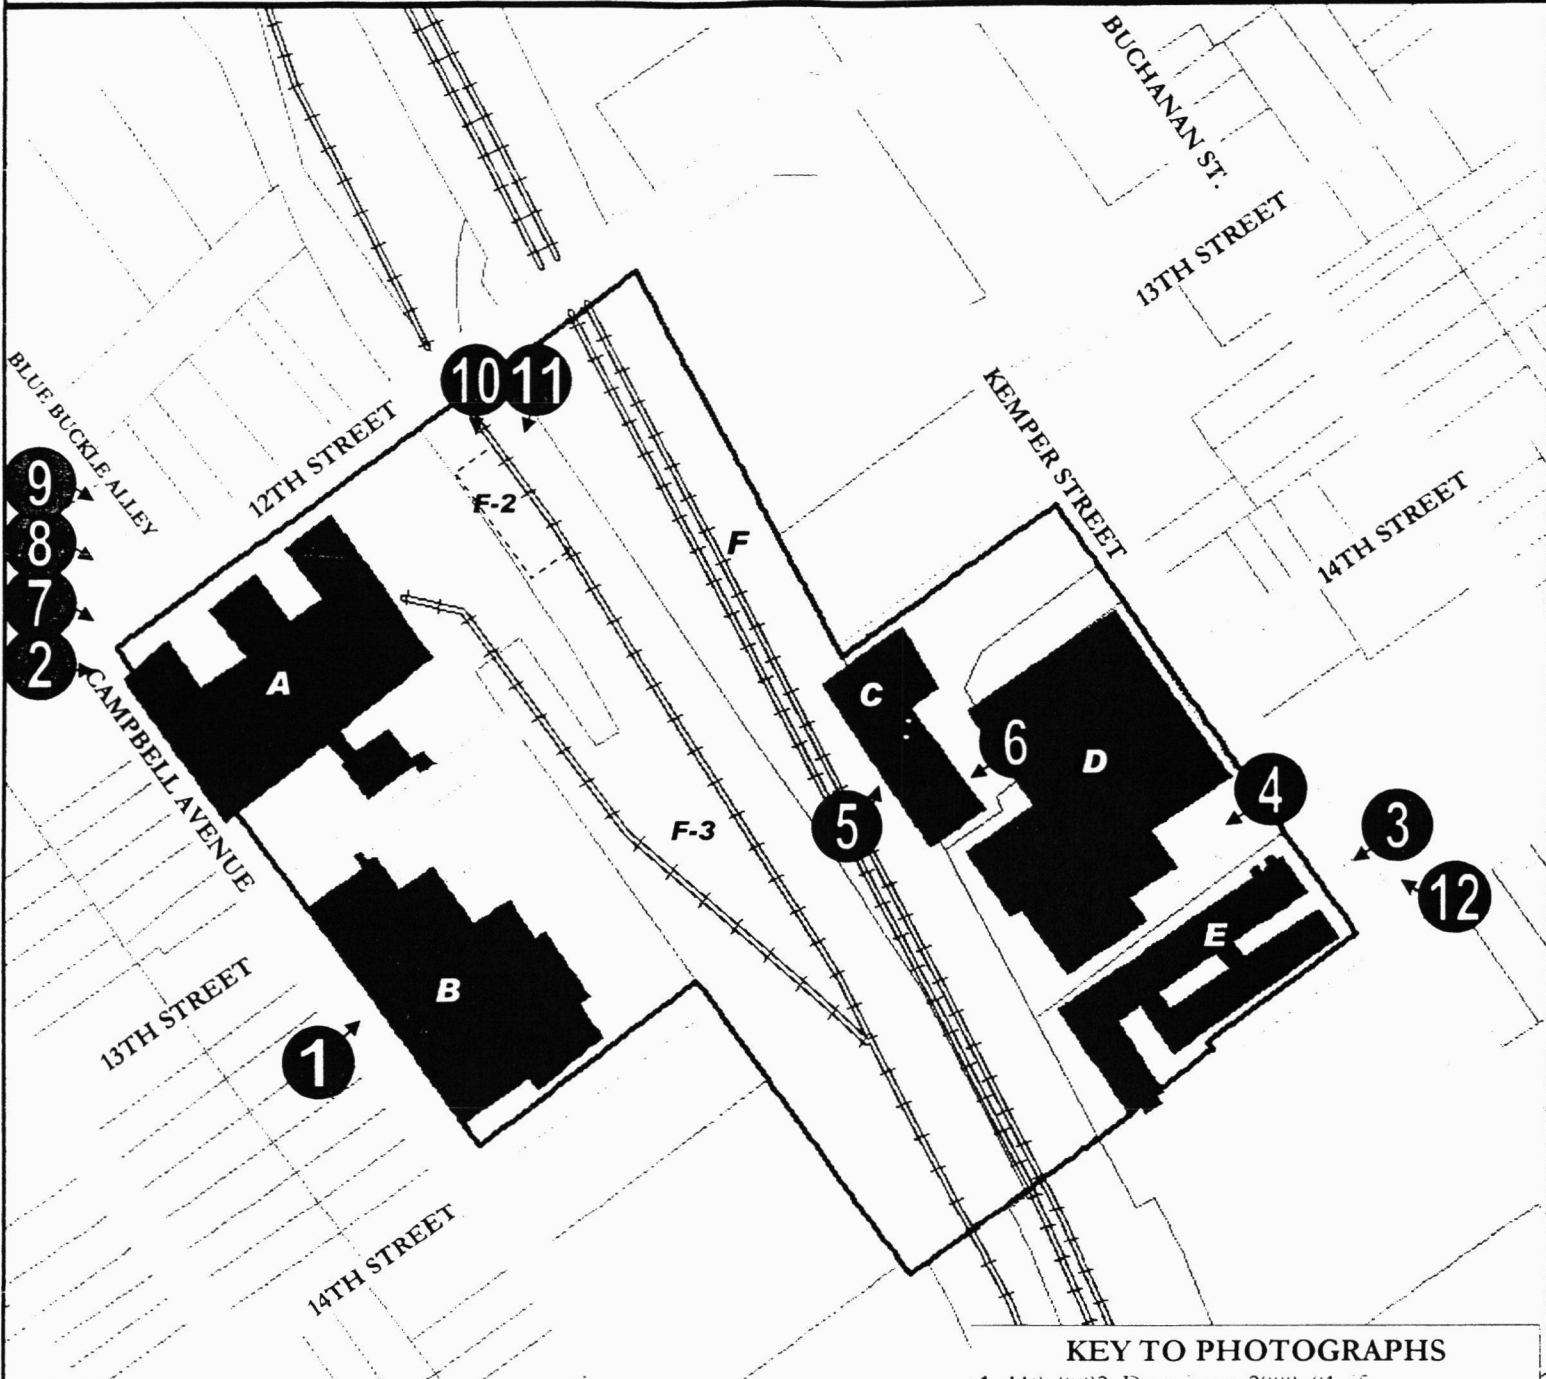 BUCHANAN ST.
13TH STREET
BLUE BUCKLE ALLEY
12TH STREET
10
11
KEMPER STREET
14TH STREET
9
8
7
2
F-2
F
A
CAMPBELL AVENUE
C
6
D
4
5
3
F-3
12
E
B
13TH STREET
1
14TH STREET
KEY TO PHOTOGRAPHS